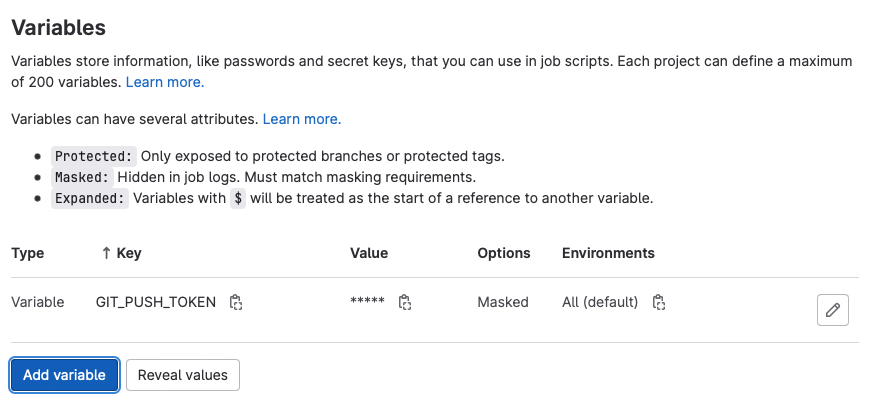 Variables
Variables store information, like passwords and secret keys, that you can use in job scripts. Each project can define a maximum
of 200 variables. Learn more.
Variables can have several attributes. Learn more.
Protected: Only exposed to protected branches or protected tags.
Masked: Hidden in job logs. Must match masking requirements.
Expanded: Variables with $ will be treated as the start of a reference to another variable.
Type ↑ Key Value Options Environments
Variable GIT_PUSH_TOKEN ***** Masked All (default)
Add variable Reveal values